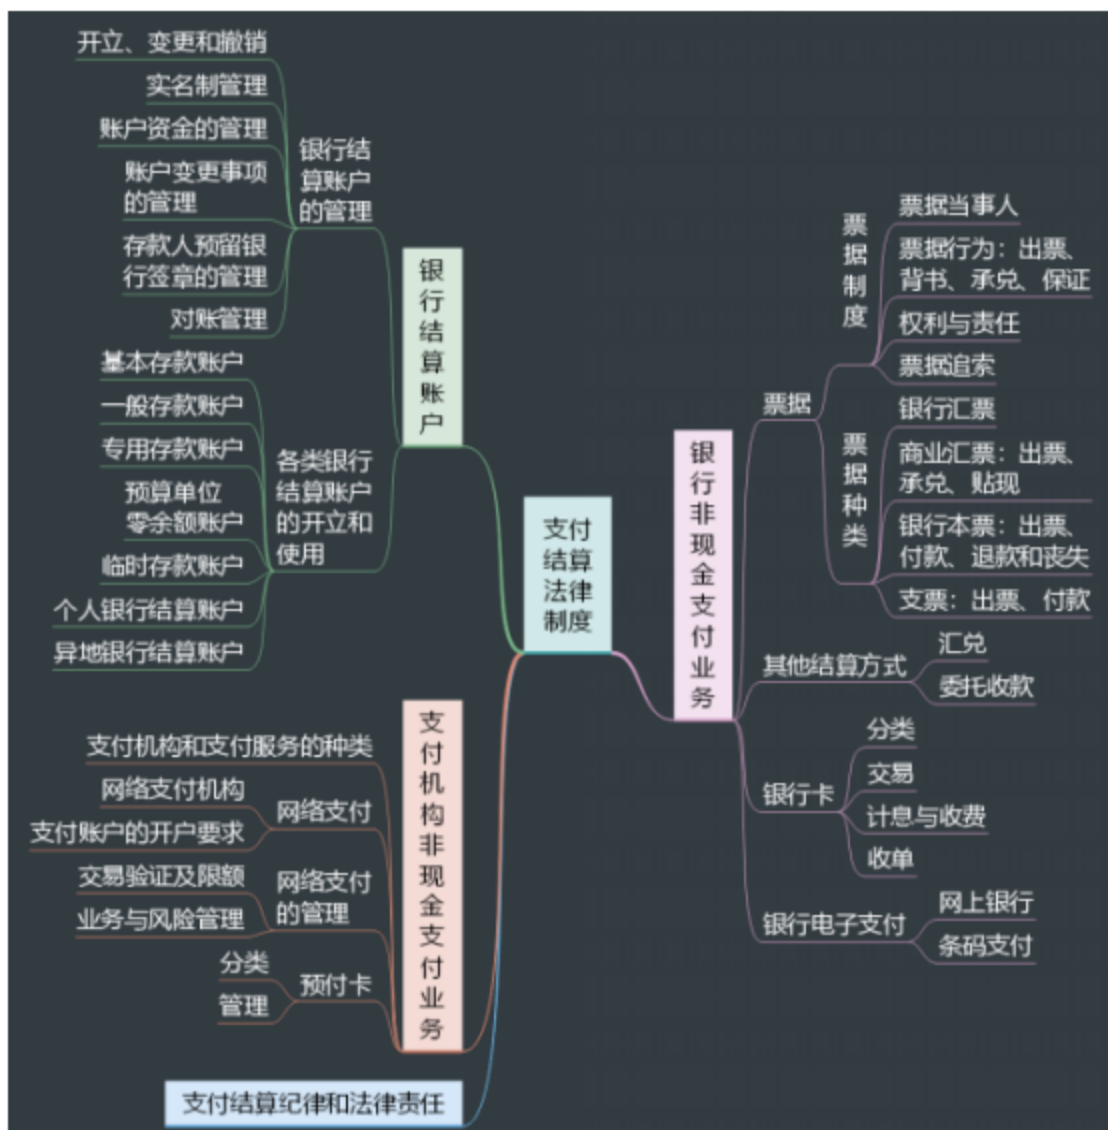 支付
结算
法律
制度
银行结算账户
银行结
算账户
的管理
开立、变更和撤销
实名制管理
账户资金的管理
账户变更事项
的管理
存款人预留银
行签章的管理
对账管理
各类银行
结算账户
的开立和
使用
基本存款账户
一般存款账户
专用存款账户
预算单位
零余额账户
临时存款账户
个人银行结算账户
异地银行结算账户
银行非现金支付业务
票据
票据制度
票据当事人
票据行为：出票、
背书、承兑、保证
权利与责任
票据追索
票据种类
银行汇票
商业汇票：出票、
承兑、贴现
银行本票：出票、
付款、退款和丧失
支票：出票、付款
其他结算方式
汇兑
委托收款
银行卡
分类
交易
计息与收费
收单
银行电子支付
网上银行
条码支付
支付机构非现金支付业务
支付机构和支付服务的种类
网络支付
网络支付机构
支付账户的开户要求
网络支付
的管理
交易验证及限额
业务与风险管理
预付卡
分类
管理
支付结算纪律和法律责任